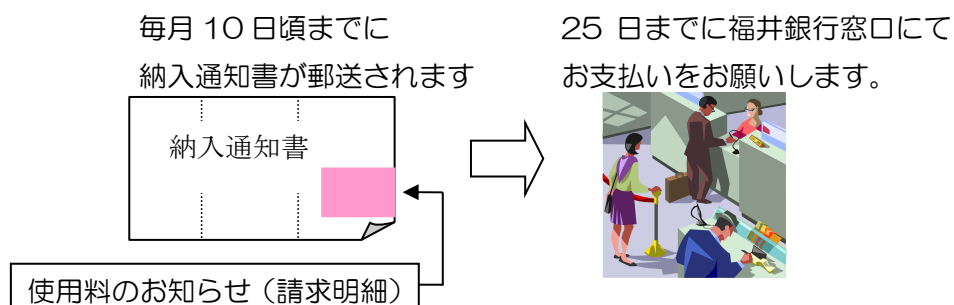 毎月 10 日頃までに
納入通知書が郵送されます
25 日までに福井銀行窓口にて
お支払いをお願いします。
納入通知書
使用料のお知らせ（請求明細）